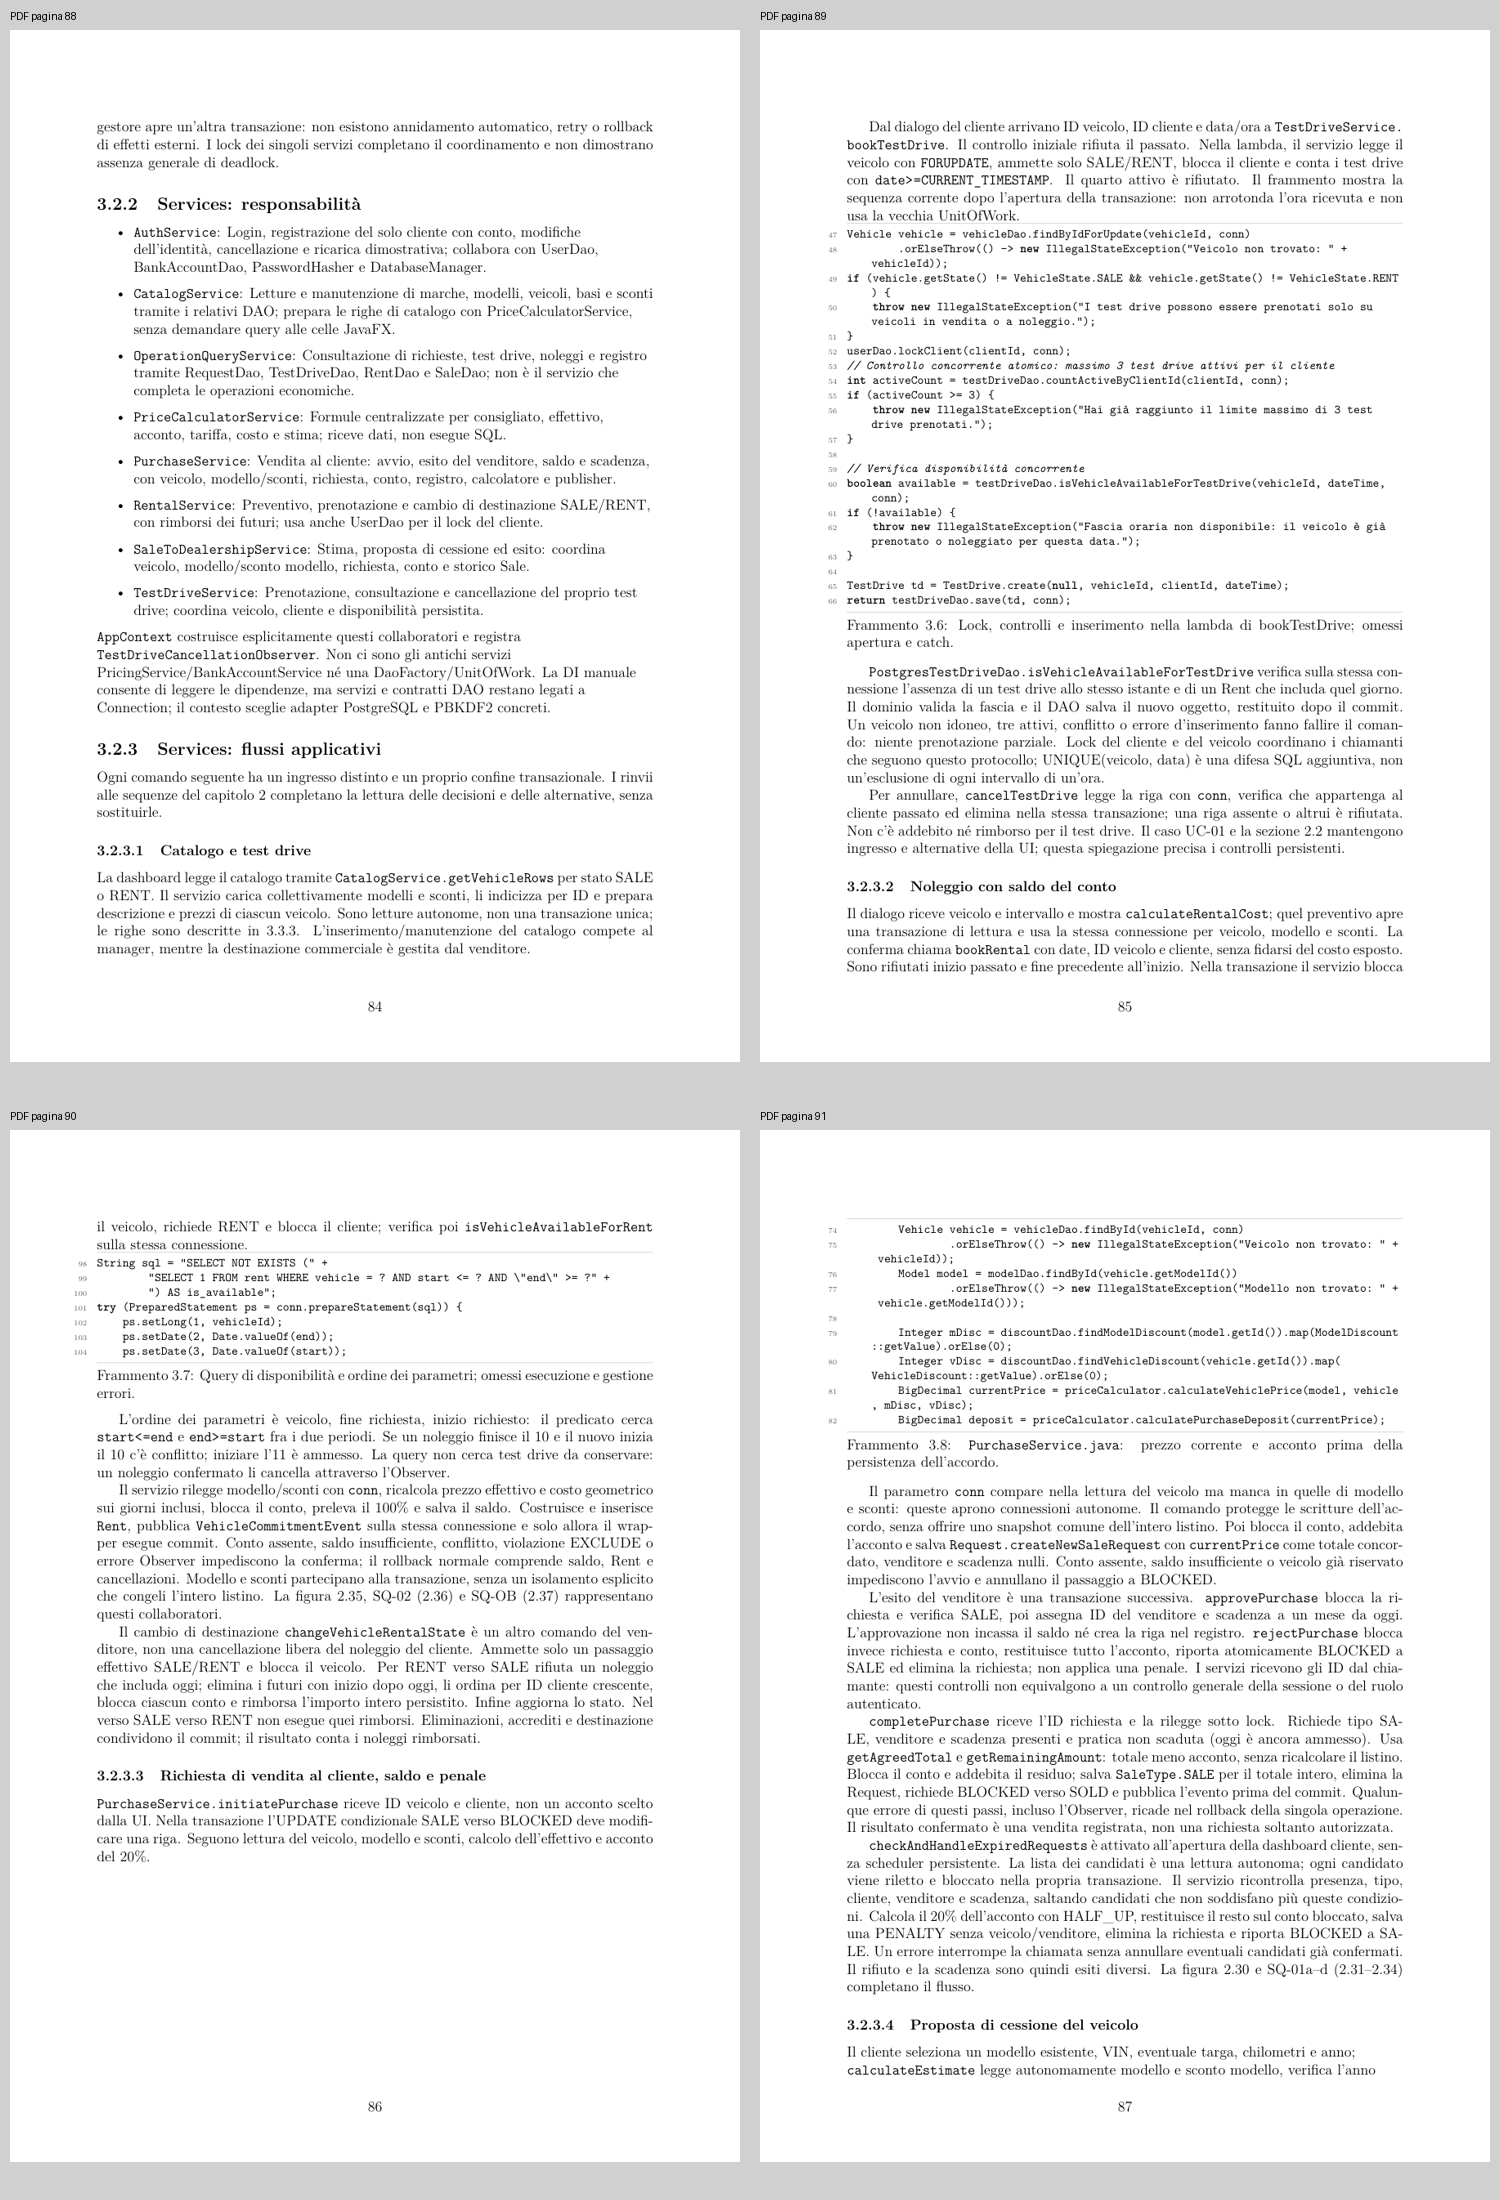 PDF pagina 88
gestore apre un'altra transazione: non esistono annidamento automatico, retry o rollback
di effetti esterni. I lock dei singoli servizi completano il coordinamento e non dimostrano
assenza generale di deadlock.
3.2.2 Services: responsabilità
• AuthService: Login, registrazione del solo cliente con conto, modifiche
dell'identità, cancellazione e ricarica dimostrativa; collabora con UserDao,
BankAccountDao, PasswordHasher e DatabaseManager.
• CatalogService: Letture e manutenzione di marche, modelli, veicoli, basi e sconti
tramite i relativi DAO; prepara le righe di catalogo con PriceCalculatorService,
senza demandare query alle celle JavaFX.
• OperationQueryService: Consultazione di richieste, test drive, noleggi e registro
tramite RequestDao, TestDriveDao, RentDao e SaleDao; non è il servizio che
completa le operazioni economiche.
• PriceCalculatorService: Formule centralizzate per consigliato, effettivo,
acconto, tariffa, costo e stima; riceve dati, non esegue SQL.
• PurchaseService: Vendita al cliente: avvio, esito del venditore, saldo e scadenza,
con veicolo, modello/sconti, richiesta, conto, registro, calcolatore e publisher.
• RentalService: Preventivo, prenotazione e cambio di destinazione SALE/RENT,
con rimborsi dei futuri; usa anche UserDao per il lock del cliente.
• SaleToDealershipService: Stima, proposta di cessione ed esito: coordina
veicolo, modello/sconto modello, richiesta, conto e storico Sale.
• TestDriveService: Prenotazione, consultazione e cancellazione del proprio test
drive; coordina veicolo, cliente e disponibilità persistita.
AppContext costruisce esplicitamente questi collaboratori e registra
TestDriveCancellationObserver. Non ci sono gli antichi servizi
PricingService/BankAccountService né una DaoFactory/UnitOfWork. La DI manuale
consente di leggere le dipendenze, ma servizi e contratti DAO restano legati a
Connection; il contesto sceglie adapter PostgreSQL e PBKDF2 concreti.
3.2.3 Services: flussi applicativi
Ogni comando seguente ha un ingresso distinto e un proprio confine transazionale. I rinvii
alle sequenze del capitolo 2 completano la lettura delle decisioni e delle alternative, senza
sostituirle.
3.2.3.1 Catalogo e test drive
La dashboard legge il catalogo tramite CatalogService.getVehicleRows per stato SALE
o RENT. Il servizio carica collettivamente modelli e sconti, li indicizza per ID e prepara
descrizione e prezzi di ciascun veicolo. Sono letture autonome, non una transazione unica;
le righe sono descritte in 3.3.3. L'inserimento/manutenzione del catalogo compete al
manager, mentre la destinazione commerciale è gestita dal venditore.
84
PDF pagina 89
Dal dialogo del cliente arrivano ID veicolo, ID cliente e data/ora a TestDriveService.
bookTestDrive. Il controllo iniziale rifiuta il passato. Nella lambda, il servizio legge il
veicolo con FORUPDATE, ammette solo SALE/RENT, blocca il cliente e conta i test drive
con date>=CURRENT_TIMESTAMP. Il quarto attivo è rifiutato. Il frammento mostra la
sequenza corrente dopo l'apertura della transazione: non arrotonda l'ora ricevuta e non
usa la vecchia UnitOfWork.
47 Vehicle vehicle = vehicleDao.findByIdForUpdate(vehicleId, conn)
48 .orElseThrow(() -> new IllegalStateException("Veicolo non trovato: " +
vehicleId));
49 if (vehicle.getState() != VehicleState.SALE && vehicle.getState() != VehicleState.RENT
) {
50 throw new IllegalStateException("I test drive possono essere prenotati solo su
veicoli in vendita o a noleggio.");
51 }
52 userDao.lockClient(clientId, conn);
53 // Controllo concorrente atomico: massimo 3 test drive attivi per il cliente
54 int activeCount = testDriveDao.countActiveByClientId(clientId, conn);
55 if (activeCount >= 3) {
56 throw new IllegalStateException("Hai già raggiunto il limite massimo di 3 test
drive prenotati.");
57 }
58
59 // Verifica disponibilità concorrente
60 boolean available = testDriveDao.isVehicleAvailableForTestDrive(vehicleId, dateTime,
conn);
61 if (!available) {
62 throw new IllegalStateException("Fascia oraria non disponibile: il veicolo è già
prenotato o noleggiato per questa data.");
63 }
64
65 TestDrive td = TestDrive.create(null, vehicleId, clientId, dateTime);
66 return testDriveDao.save(td, conn);
Frammento 3.6: Lock, controlli e inserimento nella lambda di bookTestDrive; omessi
apertura e catch.
PostgresTestDriveDao.isVehicleAvailableForTestDrive verifica sulla stessa con-
nessione l'assenza di un test drive allo stesso istante e di un Rent che includa quel giorno.
Il dominio valida la fascia e il DAO salva il nuovo oggetto, restituito dopo il commit.
Un veicolo non idoneo, tre attivi, conflitto o errore d'inserimento fanno fallire il coman-
do: niente prenotazione parziale. Lock del cliente e del veicolo coordinano i chiamanti
che seguono questo protocollo; UNIQUE(veicolo, data) è una difesa SQL aggiuntiva, non
un'esclusione di ogni intervallo di un'ora.
Per annullare, cancelTestDrive legge la riga con conn, verifica che appartenga al
cliente passato ed elimina nella stessa transazione; una riga assente o altrui è rifiutata.
Non c'è addebito né rimborso per il test drive. Il caso UC-01 e la sezione 2.2 mantengono
ingresso e alternative della UI; questa spiegazione precisa i controlli persistenti.
3.2.3.2 Noleggio con saldo del conto
Il dialogo riceve veicolo e intervallo e mostra calculateRentalCost; quel preventivo apre
una transazione di lettura e usa la stessa connessione per veicolo, modello e sconti. La
conferma chiama bookRental con date, ID veicolo e cliente, senza fidarsi del costo esposto.
Sono rifiutati inizio passato e fine precedente all'inizio. Nella transazione il servizio blocca
85
PDF pagina 90
il veicolo, richiede RENT e blocca il cliente; verifica poi isVehicleAvailableForRent
sulla stessa connessione.
98 String sql = "SELECT NOT EXISTS (" +
99 "SELECT 1 FROM rent WHERE vehicle = ? AND start <= ? AND \"end\" >= ?" +
100 ") AS is_available";
101 try (PreparedStatement ps = conn.prepareStatement(sql)) {
102 ps.setLong(1, vehicleId);
103 ps.setDate(2, Date.valueOf(end));
104 ps.setDate(3, Date.valueOf(start));
Frammento 3.7: Query di disponibilità e ordine dei parametri; omessi esecuzione e gestione
errori.
L'ordine dei parametri è veicolo, fine richiesta, inizio richiesto: il predicato cerca
start<=end e end>=start fra i due periodi. Se un noleggio finisce il 10 e il nuovo inizia
il 10 c'è conflitto; iniziare l'11 è ammesso. La query non cerca test drive da conservare:
un noleggio confermato li cancella attraverso l'Observer.
Il servizio rilegge modello/sconti con conn, ricalcola prezzo effettivo e costo geometrico
sui giorni inclusi, blocca il conto, preleva il 100% e salva il saldo. Costruisce e inserisce
Rent, pubblica VehicleCommitmentEvent sulla stessa connessione e solo allora il wrap-
per esegue commit. Conto assente, saldo insufficiente, conflitto, violazione EXCLUDE o
errore Observer impediscono la conferma; il rollback normale comprende saldo, Rent e
cancellazioni. Modello e sconti partecipano alla transazione, senza un isolamento esplicito
che congeli l'intero listino. La figura 2.35, SQ-02 (2.36) e SQ-OB (2.37) rappresentano
questi collaboratori.
Il cambio di destinazione changeVehicleRentalState è un altro comando del ven-
ditore, non una cancellazione libera del noleggio del cliente. Ammette solo un passaggio
effettivo SALE/RENT e blocca il veicolo. Per RENT verso SALE rifiuta un noleggio
che includa oggi; elimina i futuri con inizio dopo oggi, li ordina per ID cliente crescente,
blocca ciascun conto e rimborsa l'importo intero persistito. Infine aggiorna lo stato. Nel
verso SALE verso RENT non esegue quei rimborsi. Eliminazioni, accrediti e destinazione
condividono il commit; il risultato conta i noleggi rimborsati.
3.2.3.3 Richiesta di vendita al cliente, saldo e penale
PurchaseService.initiatePurchase riceve ID veicolo e cliente, non un acconto scelto
dalla UI. Nella transazione l'UPDATE condizionale SALE verso BLOCKED deve modifi-
care una riga. Seguono lettura del veicolo, modello e sconti, calcolo dell'effettivo e acconto
del 20%.
86
PDF pagina 91
74 Vehicle vehicle = vehicleDao.findById(vehicleId, conn)
75 .orElseThrow(() -> new IllegalStateException("Veicolo non trovato: " +
vehicleId));
76 Model model = modelDao.findById(vehicle.getModelId())
77 .orElseThrow(() -> new IllegalStateException("Modello non trovato: " +
vehicle.getModelId()));
78
79 Integer mDisc = discountDao.findModelDiscount(model.getId()).map(ModelDiscount
::getValue).orElse(0);
80 Integer vDisc = discountDao.findVehicleDiscount(vehicle.getId()).map(
VehicleDiscount::getValue).orElse(0);
81 BigDecimal currentPrice = priceCalculator.calculateVehiclePrice(model, vehicle
, mDisc, vDisc);
82 BigDecimal deposit = priceCalculator.calculatePurchaseDeposit(currentPrice);
Frammento 3.8: PurchaseService.java: prezzo corrente e acconto prima della
persistenza dell'accordo.
Il parametro conn compare nella lettura del veicolo ma manca in quelle di modello
e sconti: queste aprono connessioni autonome. Il comando protegge le scritture dell'ac-
cordo, senza offrire uno snapshot comune dell'intero listino. Poi blocca il conto, addebita
l'acconto e salva Request.createNewSaleRequest con currentPrice come totale concor-
dato, venditore e scadenza nulli. Conto assente, saldo insufficiente o veicolo già riservato
impediscono l'avvio e annullano il passaggio a BLOCKED.
L'esito del venditore è una transazione successiva. approvePurchase blocca la ri-
chiesta e verifica SALE, poi assegna ID del venditore e scadenza a un mese da oggi.
L'approvazione non incassa il saldo né crea la riga nel registro. rejectPurchase blocca
invece richiesta e conto, restituisce tutto l'acconto, riporta atomicamente BLOCKED a
SALE ed elimina la richiesta; non applica una penale. I servizi ricevono gli ID dal chia-
mante: questi controlli non equivalgono a un controllo generale della sessione o del ruolo
autenticato.
completePurchase riceve l'ID richiesta e la rilegge sotto lock. Richiede tipo SA-
LE, venditore e scadenza presenti e pratica non scaduta (oggi è ancora ammesso). Usa
getAgreedTotal e getRemainingAmount: totale meno acconto, senza ricalcolare il listino.
Blocca il conto e addebita il residuo; salva SaleType.SALE per il totale intero, elimina la
Request, richiede BLOCKED verso SOLD e pubblica l'evento prima del commit. Qualun-
que errore di questi passi, incluso l'Observer, ricade nel rollback della singola operazione.
Il risultato confermato è una vendita registrata, non una richiesta soltanto autorizzata.
checkAndHandleExpiredRequests è attivato all'apertura della dashboard cliente, sen-
za scheduler persistente. La lista dei candidati è una lettura autonoma; ogni candidato
viene riletto e bloccato nella propria transazione. Il servizio ricontrolla presenza, tipo,
cliente, venditore e scadenza, saltando candidati che non soddisfano più queste condizio-
ni. Calcola il 20% dell'acconto con HALF_UP, restituisce il resto sul conto bloccato, salva
una PENALTY senza veicolo/venditore, elimina la richiesta e riporta BLOCKED a SA-
LE. Un errore interrompe la chiamata senza annullare eventuali candidati già confermati.
Il rifiuto e la scadenza sono quindi esiti diversi. La figura 2.30 e SQ-01a–d (2.31–2.34)
completano il flusso.
3.2.3.4 Proposta di cessione del veicolo
Il cliente seleziona un modello esistente, VIN, eventuale targa, chilometri e anno;
calculateEstimate legge autonomamente modello e sconto modello, verifica l'anno
87